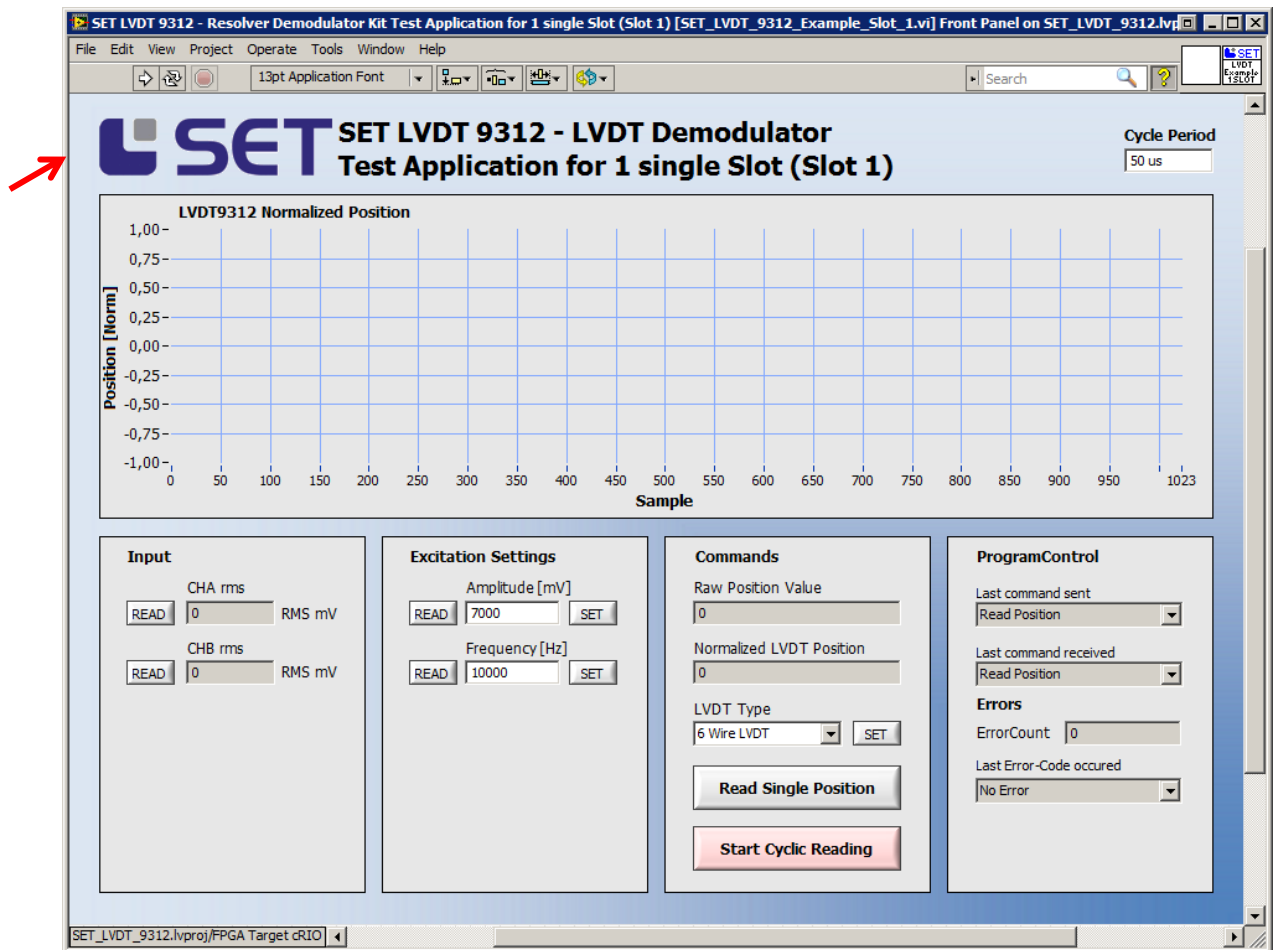 SET LVDT 9312 - Resolver Demodulator Kit Test Application for 1 single Slot (Slot 1) [SET_LVDT_9312_Example_Slot_1.vi] Front Panel on SET_LVDT_9312.lvp
File Edit View Project Operate Tools Window Help
13pt Application Font
Search
SET
LVDT
Example
1SLOT
SET
SET LVDT 9312 - LVDT Demodulator
Test Application for 1 single Slot (Slot 1)
Cycle Period
50 us
LVDT9312 Normalized Position
1,00
0,75
0,50
0,25
0,00
-0,25
-0,50
-0,75
-1,00
Position [Norm]
0 50 100 150 200 250 300 350 400 450 500 550 600 650 700 750 800 850 900 950 1023
Sample
Input
CHA rms
READ 0 RMS mV
CHB rms
READ 0 RMS mV
Excitation Settings
Amplitude [mV]
READ 7000 SET
Frequency [Hz]
READ 10000 SET
Commands
Raw Position Value
0
Normalized LVDT Position
0
LVDT Type
6 Wire LVDT SET
Read Single Position
Start Cyclic Reading
ProgramControl
Last command sent
Read Position
Last command received
Read Position
Errors
ErrorCount 0
Last Error-Code occured
No Error
SET_LVDT_9312.lvproj/FPGA Target cRIO